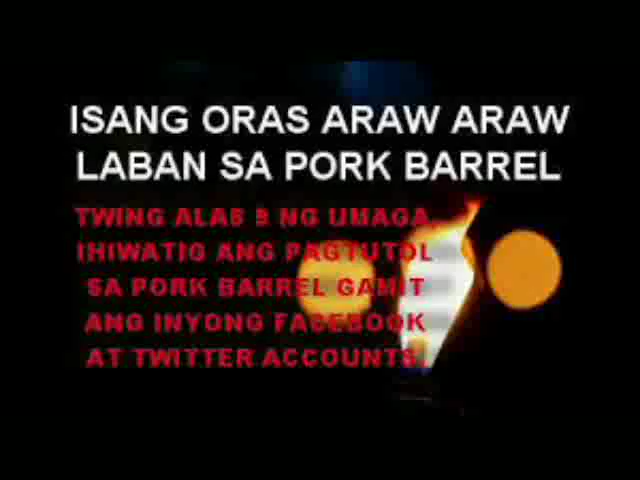 ISANG ORAS ARAW ARAW
LABAN SA PORK BARREL
TWING ALAS 9 NG UMAGA
IHIWATIG ANG PAGTUTOL
SA PORK BARREL GAMIT
ANG INYONG FACEBOOK
AT TWITTER ACCOUNTS.